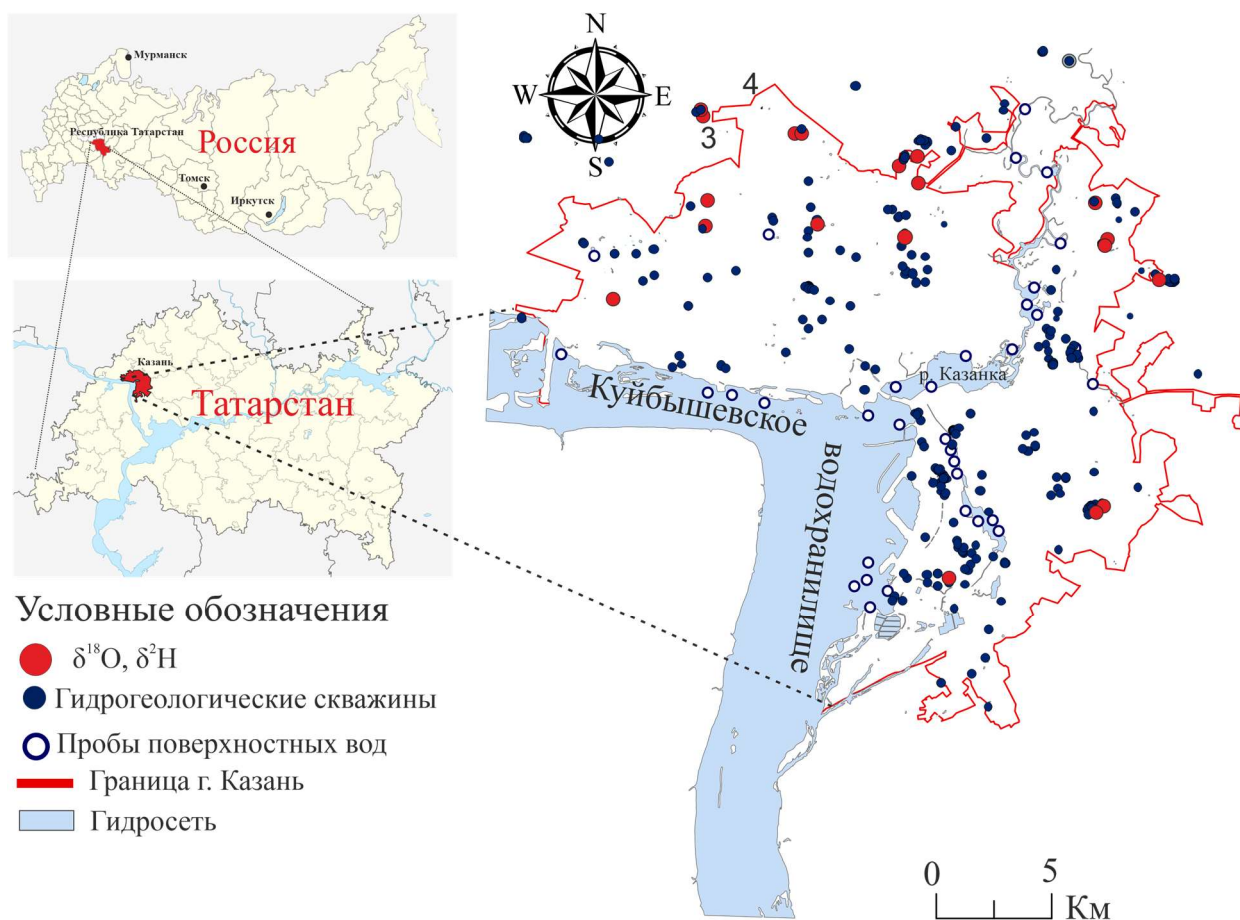 Мурманск
Республика Татарстан
Россия
Томск
Иркутск
Казань
Татарстан
Условные обозначения
δ¹⁸O, δ²H
Гидрогеологические скважины
Пробы поверхностных вод
Граница г. Казань
Гидросеть
N
W
E
S
4
3
р. Казанка
Куйбышевское
водохранилище
0
5
Км